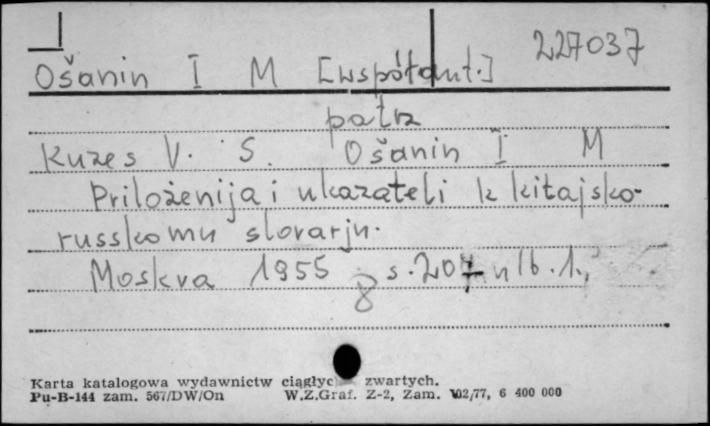 227037
Ošanin I M [współaut.]
patrz
Kuzes V. S. Ošanin I M
Priloženija i ukazateli k kitajsko-
russkomu slovarju.
Moskva 1955 8 s. 207 nlb. 1.,
Karta katalogowa wydawnictw ciągłyc zwartych.
Pu-B-144 zam. 567/DW/On W.Z.Graf. Z-2, Zam. 102/77, 6 400 000